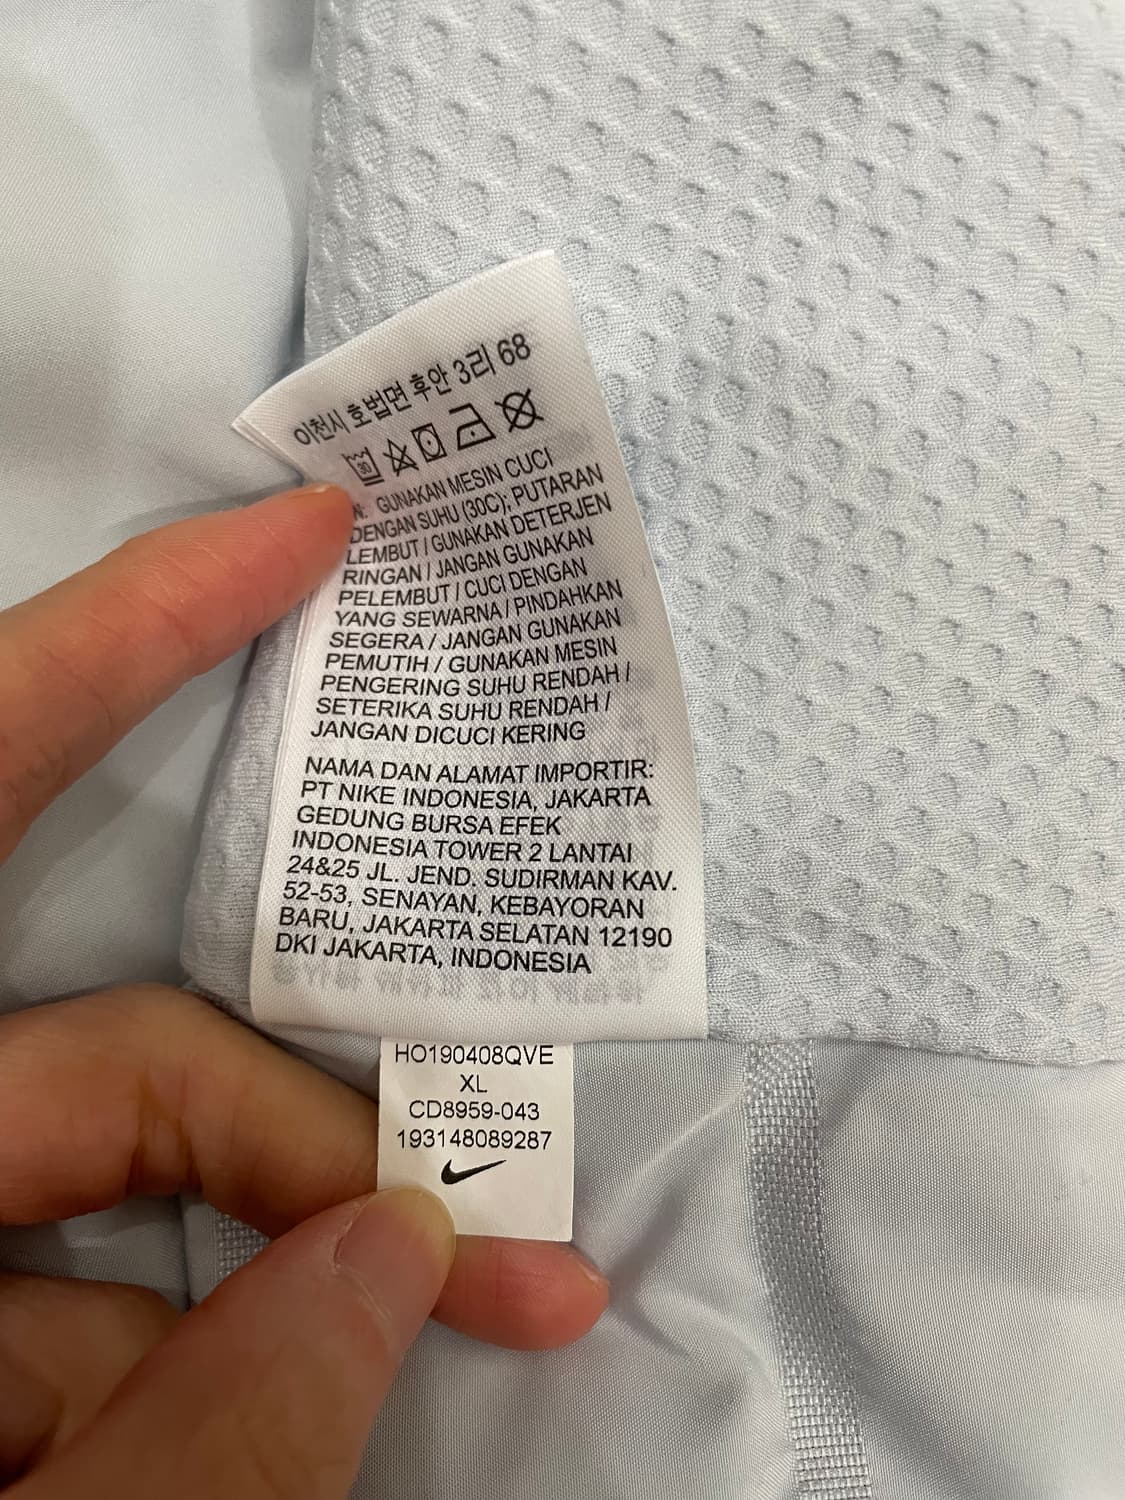 이천시 호법면 후안 3리 68
30
N: GUNAKAN MESIN CUCI
DENGAN SUHU (30C); PUTARAN
LEMBUT / GUNAKAN DETERJEN
RINGAN / JANGAN GUNAKAN
PELEMBUT / CUCI DENGAN
YANG SEWARNA / PINDAHKAN
SEGERA / JANGAN GUNAKAN
PEMUTIH / GUNAKAN MESIN
PENGERING SUHU RENDAH /
SETERIKA SUHU RENDAH /
JANGAN DICUCI KERING
NAMA DAN ALAMAT IMPORTIR:
PT NIKE INDONESIA, JAKARTA
GEDUNG BURSA EFEK
INDONESIA TOWER 2 LANTAI
24&25 JL. JEND. SUDIRMAN KAV.
52-53, SENAYAN, KEBAYORAN
BARU, JAKARTA SELATAN 12190
DKI JAKARTA, INDONESIA
HO190408QVE
XL
CD8959-043
193148089287